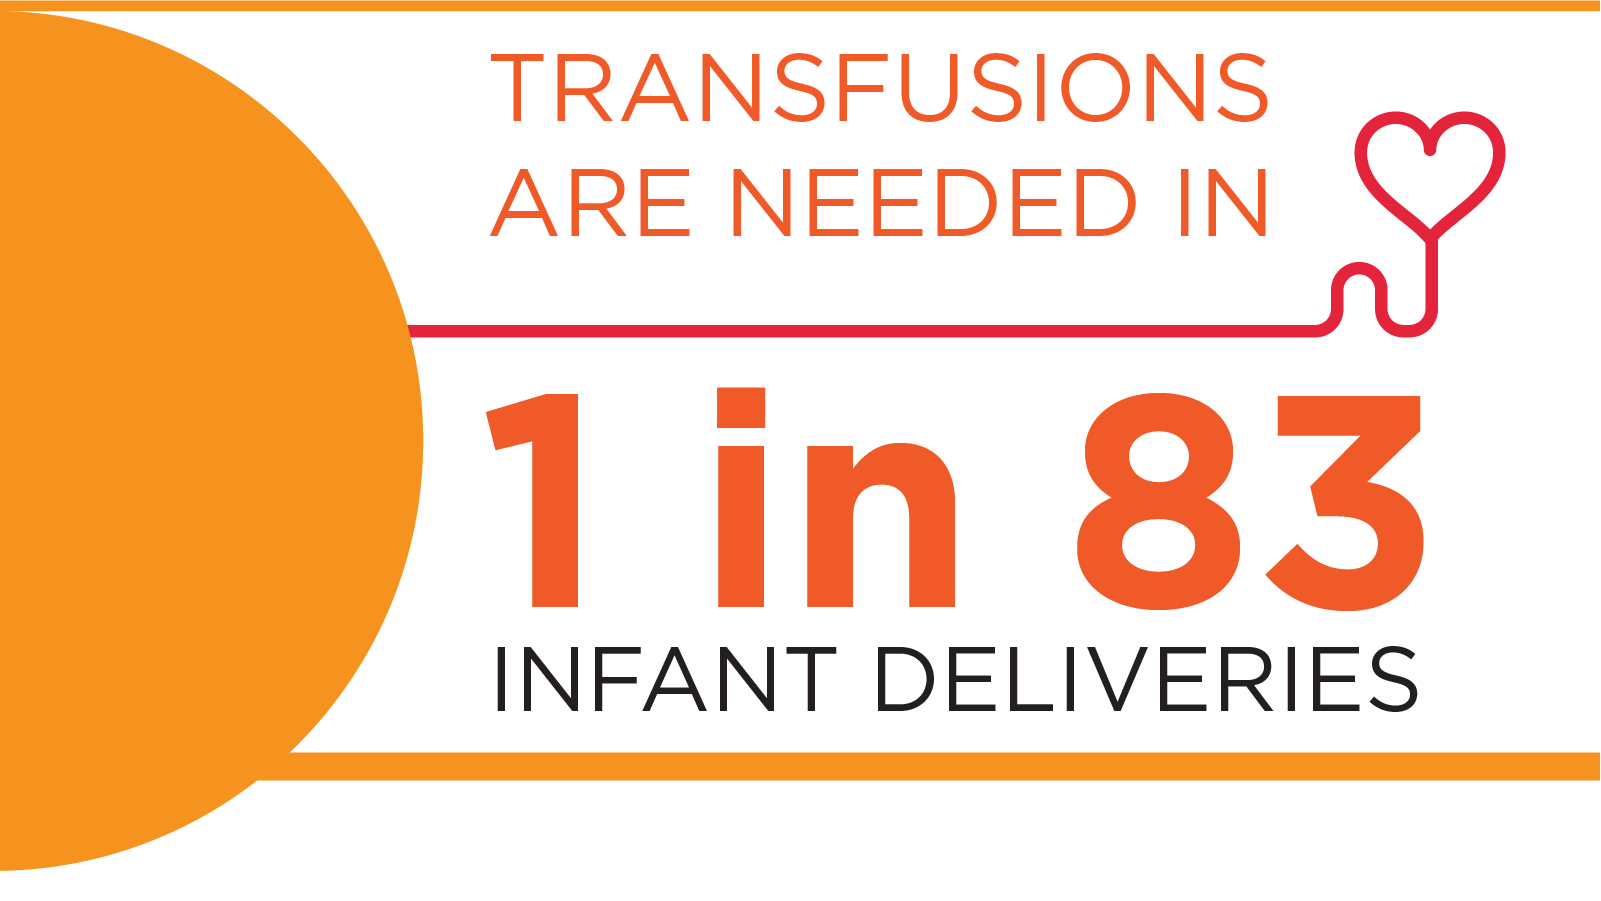 TRANSFUSIONS
ARE NEEDED IN
1 in 83
INFANT DELIVERIES